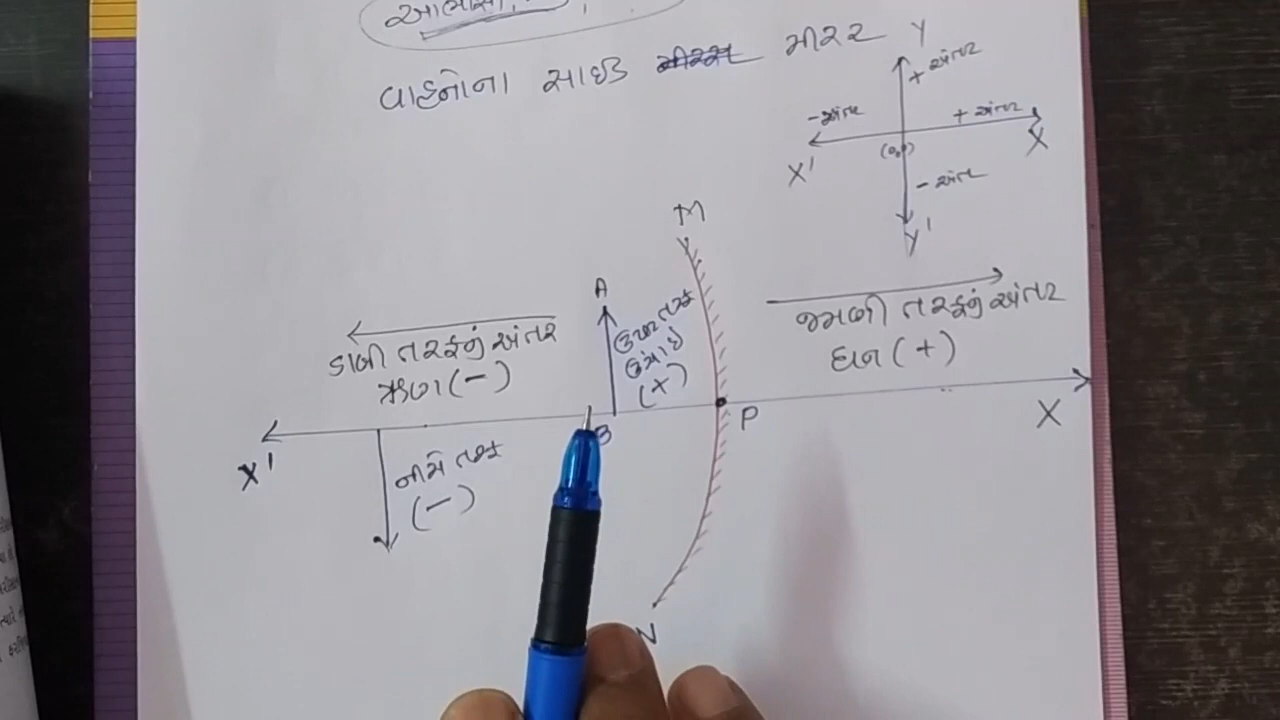 આભાસી,
વાહનોના સાઇડ મીરર
Y
+ અંતર
- અંતર
+ અંતર
X'
(0,0)
X
- અંતર
Y'
M
A
ઉપર તરફ
ઉંચાઇ
(+)
ડાબી તરફનું અંતર
ઋણ (-)
જમણી તરફનું અંતર
ધન (+)
X'
B
P
X
નીચે તરફ
(-)
N